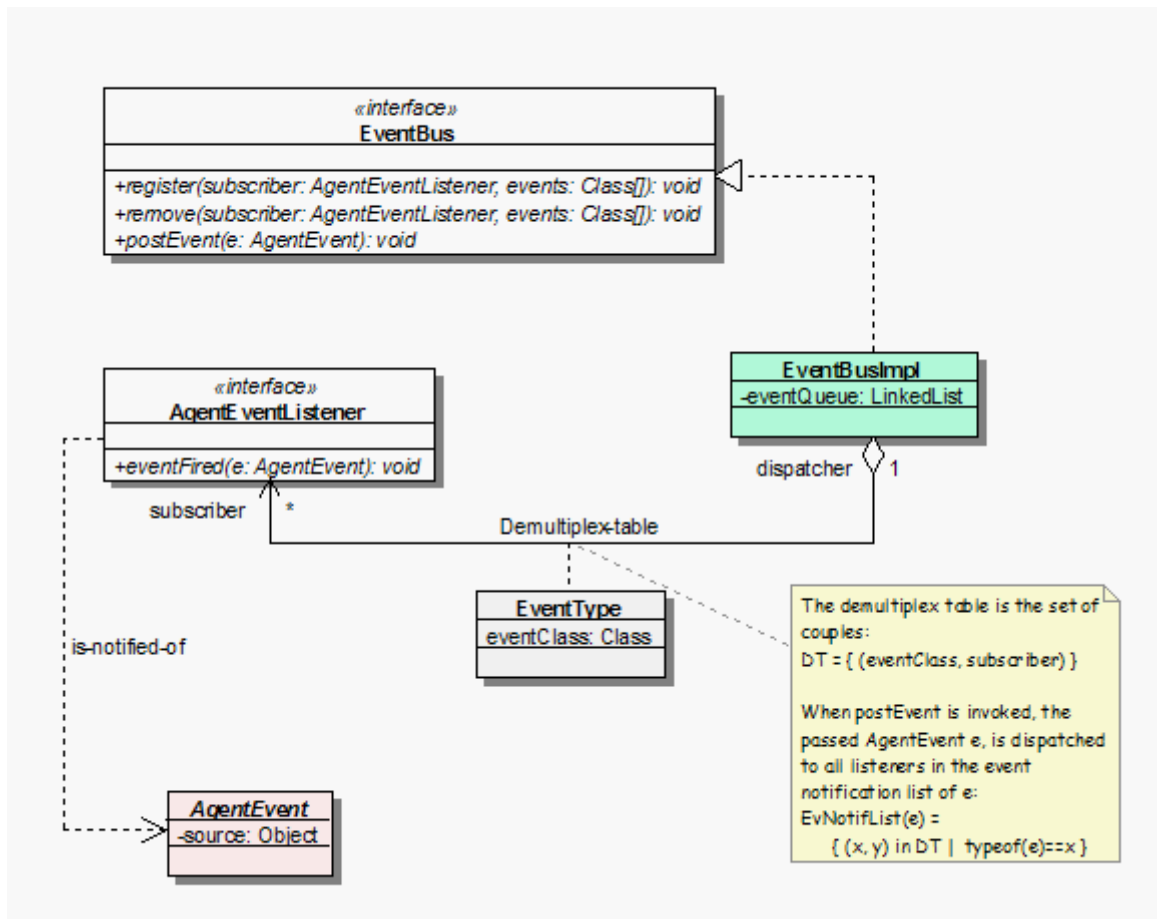 «interface»
EventBus
+register(subscriber: AgentEventListener, events: Class[]): void
+remove(subscriber: AgentEventListener, events: Class[]): void
+postEvent(e: AgentEvent): void
EventBusImpl
-eventQueue: LinkedList
«interface»
AgentEventListener
+eventFired(e: AgentEvent): void
dispatcher 1
subscriber *
Demultiplex-table
EventType
eventClass: Class
is-notified-of
The demultiplex table is the set of
couples:
DT = { (eventClass, subscriber) }
When postEvent is invoked, the
passed AgentEvent e, is dispatched
to all listeners in the event
notification list of e:
EvNotifList(e) =
{ (x, y) in DT | typeof(e)==x }
AgentEvent
-source: Object